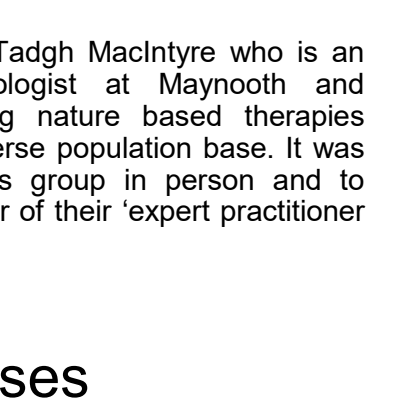 Tadgh MacIntyre who is an
ologist at Maynooth and
g nature based therapies
erse population base. It was
s group in person and to
r of their ‘expert practitioner
ses